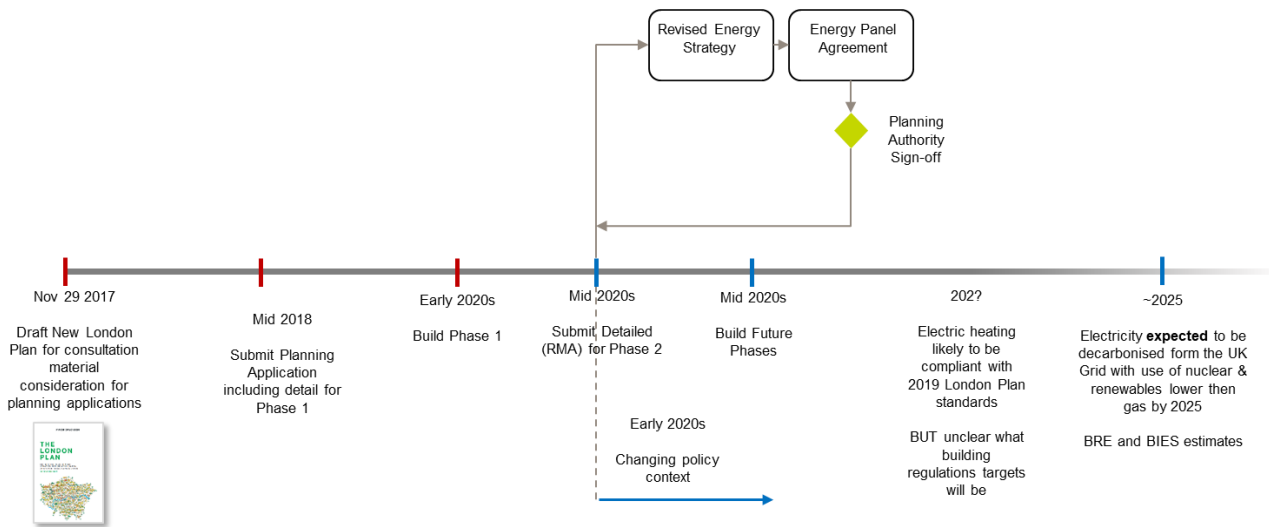 Revised Energy
Strategy
Energy Panel
Agreement
Planning
Authority
Sign-off
Nov 29 2017
Draft New London
Plan for consultation
material
consideration for
planning applications
THE
LONDON
PLAN
Mid 2018
Submit Planning
Application
including detail for
Phase 1
Early 2020s
Build Phase 1
Mid 2020s
Submit Detailed
(RMA) for Phase 2
Early 2020s
Changing policy
context
Mid 2020s
Build Future
Phases
202?
Electric heating
likely to be
compliant with
2019 London Plan
standards
BUT unclear what
building
regulations targets
will be
~2025
Electricity expected to be
decarbonised form the UK
Grid with use of nuclear &
renewables lower then
gas by 2025
BRE and BIES estimates